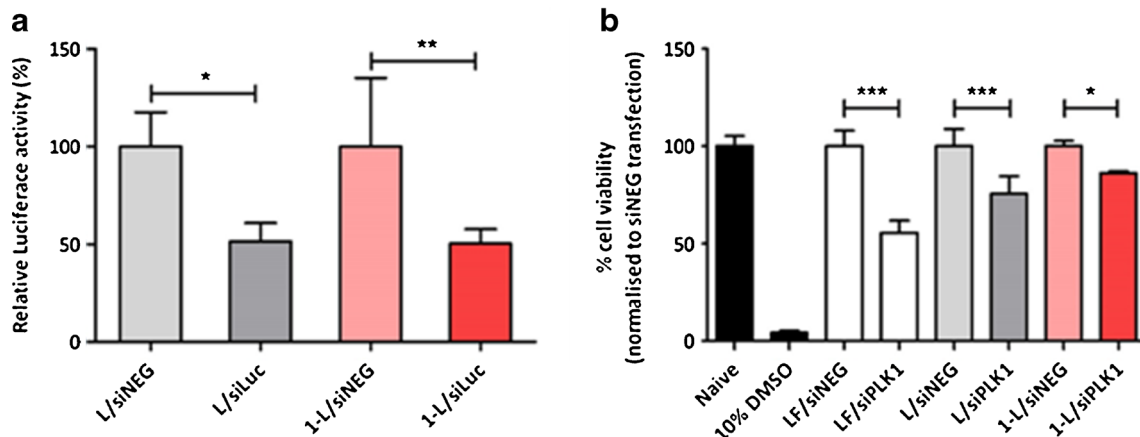 a
Relative Luciferace activity (%)
150
100
50
0
*
**
L/siNEG
L/siLuc
1-L/siNEG
1-L/siLuc
b
% cell viability
(normalised to siNEG transfection)
150
100
50
0
***
***
*
Naive
10% DMSO
LF/siNEG
LF/siPLK1
L/siNEG
L/siPLK1
1-L/siNEG
1-L/siPLK1